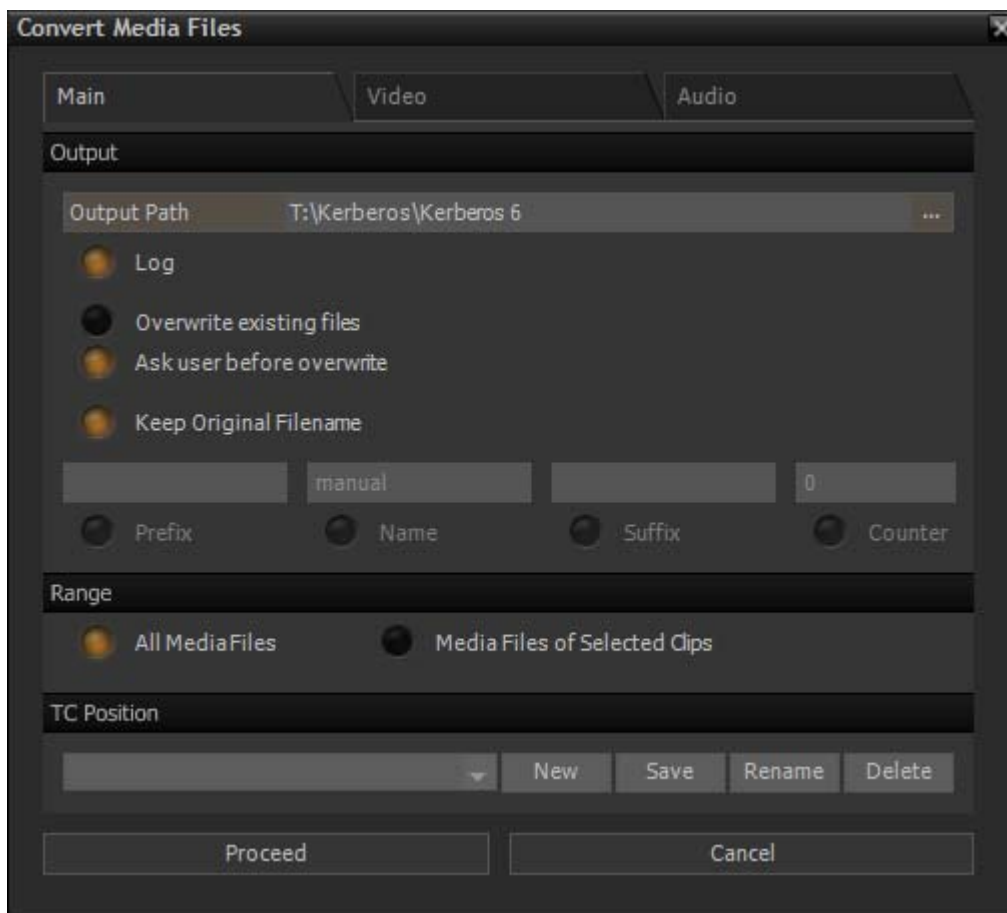 Convert Media Files
Main Video Audio
Output
Output Path T:\Kerberos\Kerberos 6 ...
Log
Overwrite existing files
Ask user before overwrite
Keep Original Filename
manual 0
Prefix Name Suffix Counter
Range
All Media Files Media Files of Selected Clips
TC Position
New Save Rename Delete
Proceed Cancel